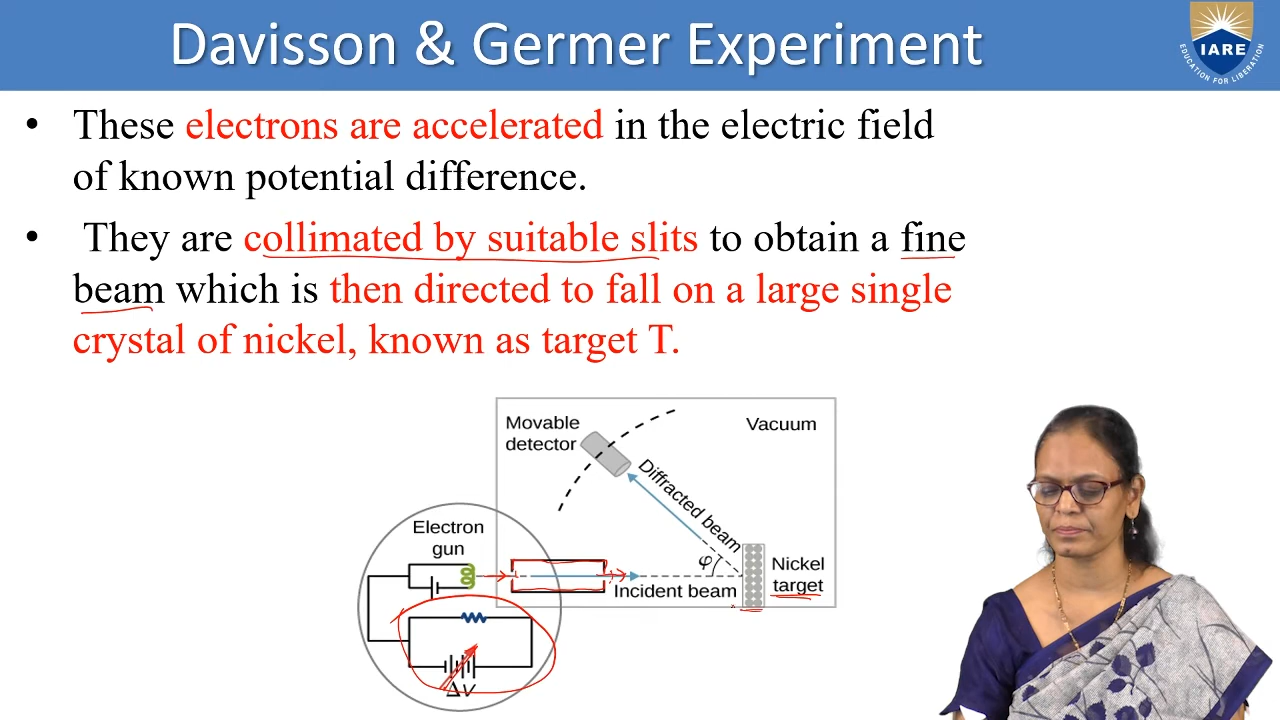 Davisson & Germer Experiment
IARE
EDUCATION FOR LIBERATION
• These electrons are accelerated in the electric field
of known potential difference.
• They are collimated by suitable slits to obtain a fine
beam which is then directed to fall on a large single
crystal of nickel, known as target T.
Movable
detector
Vacuum
Diffracted beam
Electron
gun
φ
Nickel
target
Incident beam
ΔV